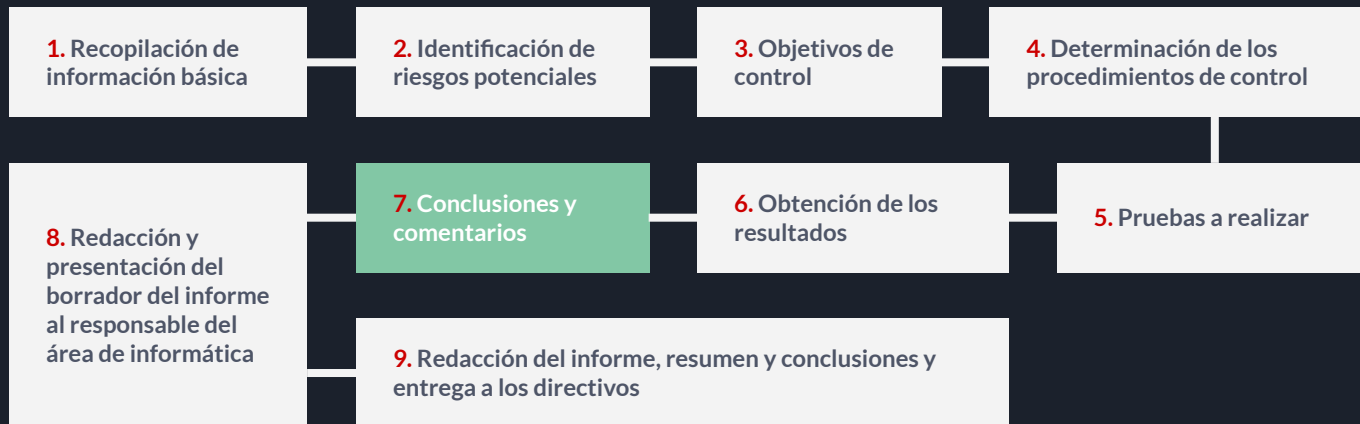 1. Recopilación de
información básica
2. Identificación de
riesgos potenciales
3. Objetivos de
control
4. Determinación de los
procedimientos de control
5. Pruebas a realizar
6. Obtención de los
resultados
7. Conclusiones y
comentarios
8. Redacción y
presentación del
borrador del informe
al responsable del
área de informática
9. Redacción del informe, resumen y conclusiones y
entrega a los directivos